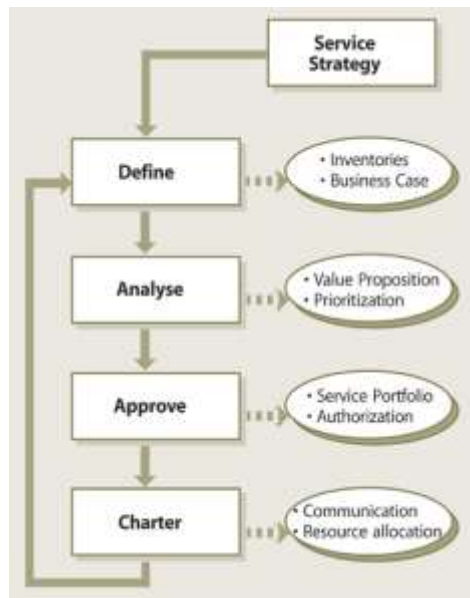 Service
Strategy
Define
• Inventories
• Business Case
Analyse
• Value Proposition
• Prioritization
Approve
• Service Portfolio
• Authorization
Charter
• Communication
• Resource allocation